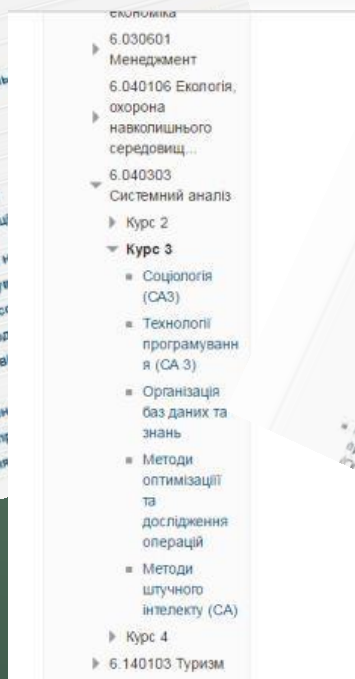 економіка
6.030601
Менеджмент
6.040106 Екологія,
охорона
навколишнього
середовищ...
6.040303
Системний аналіз
Курс 2
Курс 3
Соціологія
(СА3)
Технології
програмуванн
я (СА 3)
Організація
баз даних та
знань
Методи
оптимізаціїї
та
дослідження
операцій
Методи
штучного
інтелекту (СА)
Курс 4
6.140103 Туризм